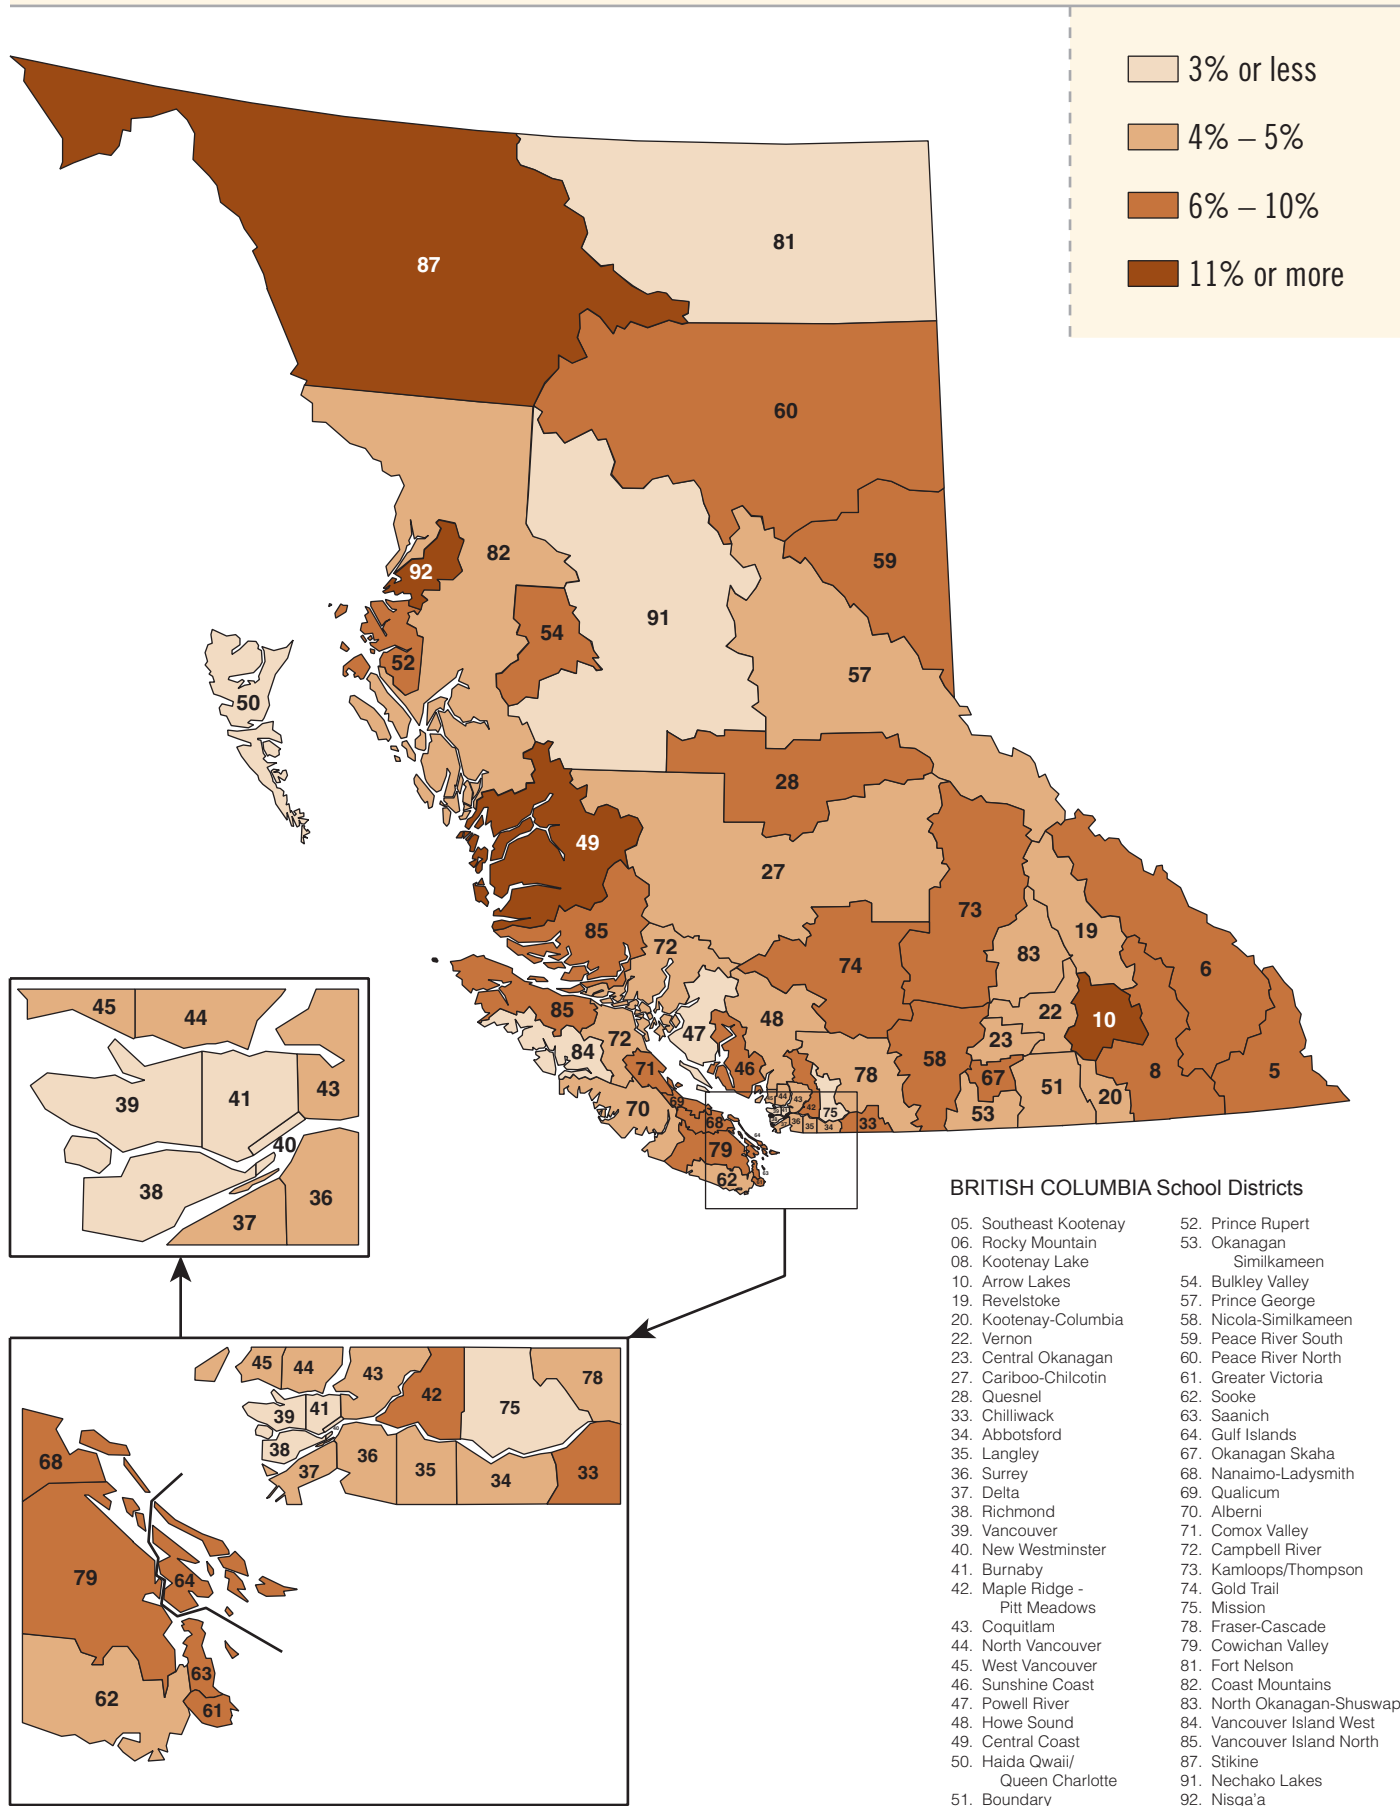 3% or less
4% – 5%
6% – 10%
11% or more
81
87
60
59
82
92
54
91
52
57
50
28
49
27
73
85
72
19
83
6
74
22
10
48
85
23
47
72
84
58
46
71
78
67
51
8
5
20
70
69
53
75
68
33
79
62
44
43
42
36
35
34
45
44
39
41
43
40
38
36
37
45
44
43
42
75
78
39
41
38
37
36
35
34
33
68
79
64
62
63
61
BRITISH COLUMBIA School Districts
05. Southeast Kootenay
06. Rocky Mountain
08. Kootenay Lake
10. Arrow Lakes
19. Revelstoke
20. Kootenay-Columbia
22. Vernon
23. Central Okanagan
27. Cariboo-Chilcotin
28. Quesnel
33. Chilliwack
34. Abbotsford
35. Langley
36. Surrey
37. Delta
38. Richmond
39. Vancouver
40. New Westminster
41. Burnaby
42. Maple Ridge -
Pitt Meadows
43. Coquitlam
44. North Vancouver
45. West Vancouver
46. Sunshine Coast
47. Powell River
48. Howe Sound
49. Central Coast
50. Haida Qwaii/
Queen Charlotte
51. Boundary
52. Prince Rupert
53. Okanagan
Similkameen
54. Bulkley Valley
57. Prince George
58. Nicola-Similkameen
59. Peace River South
60. Peace River North
61. Greater Victoria
62. Sooke
63. Saanich
64. Gulf Islands
67. Okanagan Skaha
68. Nanaimo-Ladysmith
69. Qualicum
70. Alberni
71. Comox Valley
72. Campbell River
73. Kamloops/Thompson
74. Gold Trail
75. Mission
78. Fraser-Cascade
79. Cowichan Valley
81. Fort Nelson
82. Coast Mountains
83. North Okanagan-Shuswap
84. Vancouver Island West
85. Vancouver Island North
87. Stikine
91. Nechako Lakes
92. Nisga'a